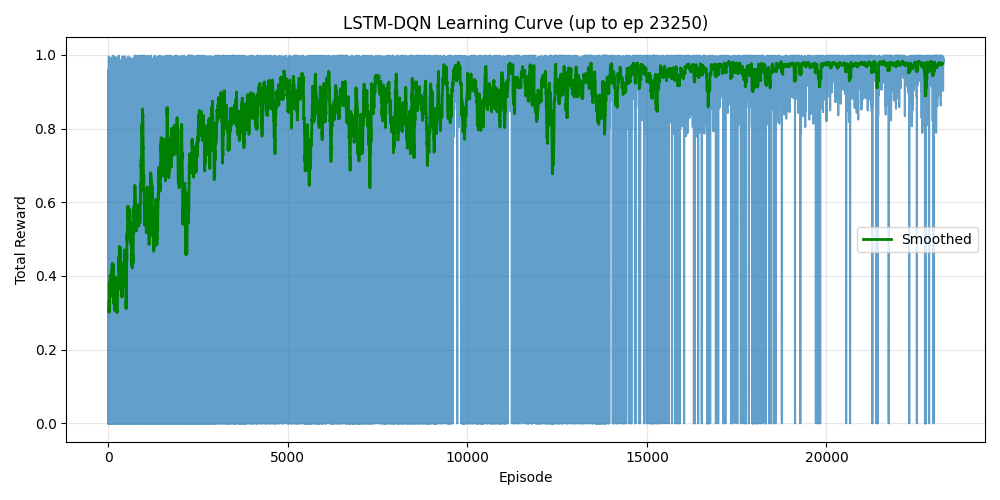 LSTM-DQN Learning Curve (up to ep 23250)
1.0
0.8
0.6
0.4
0.2
0.0
Total Reward
Smoothed
0 5000 10000 15000 20000
Episode